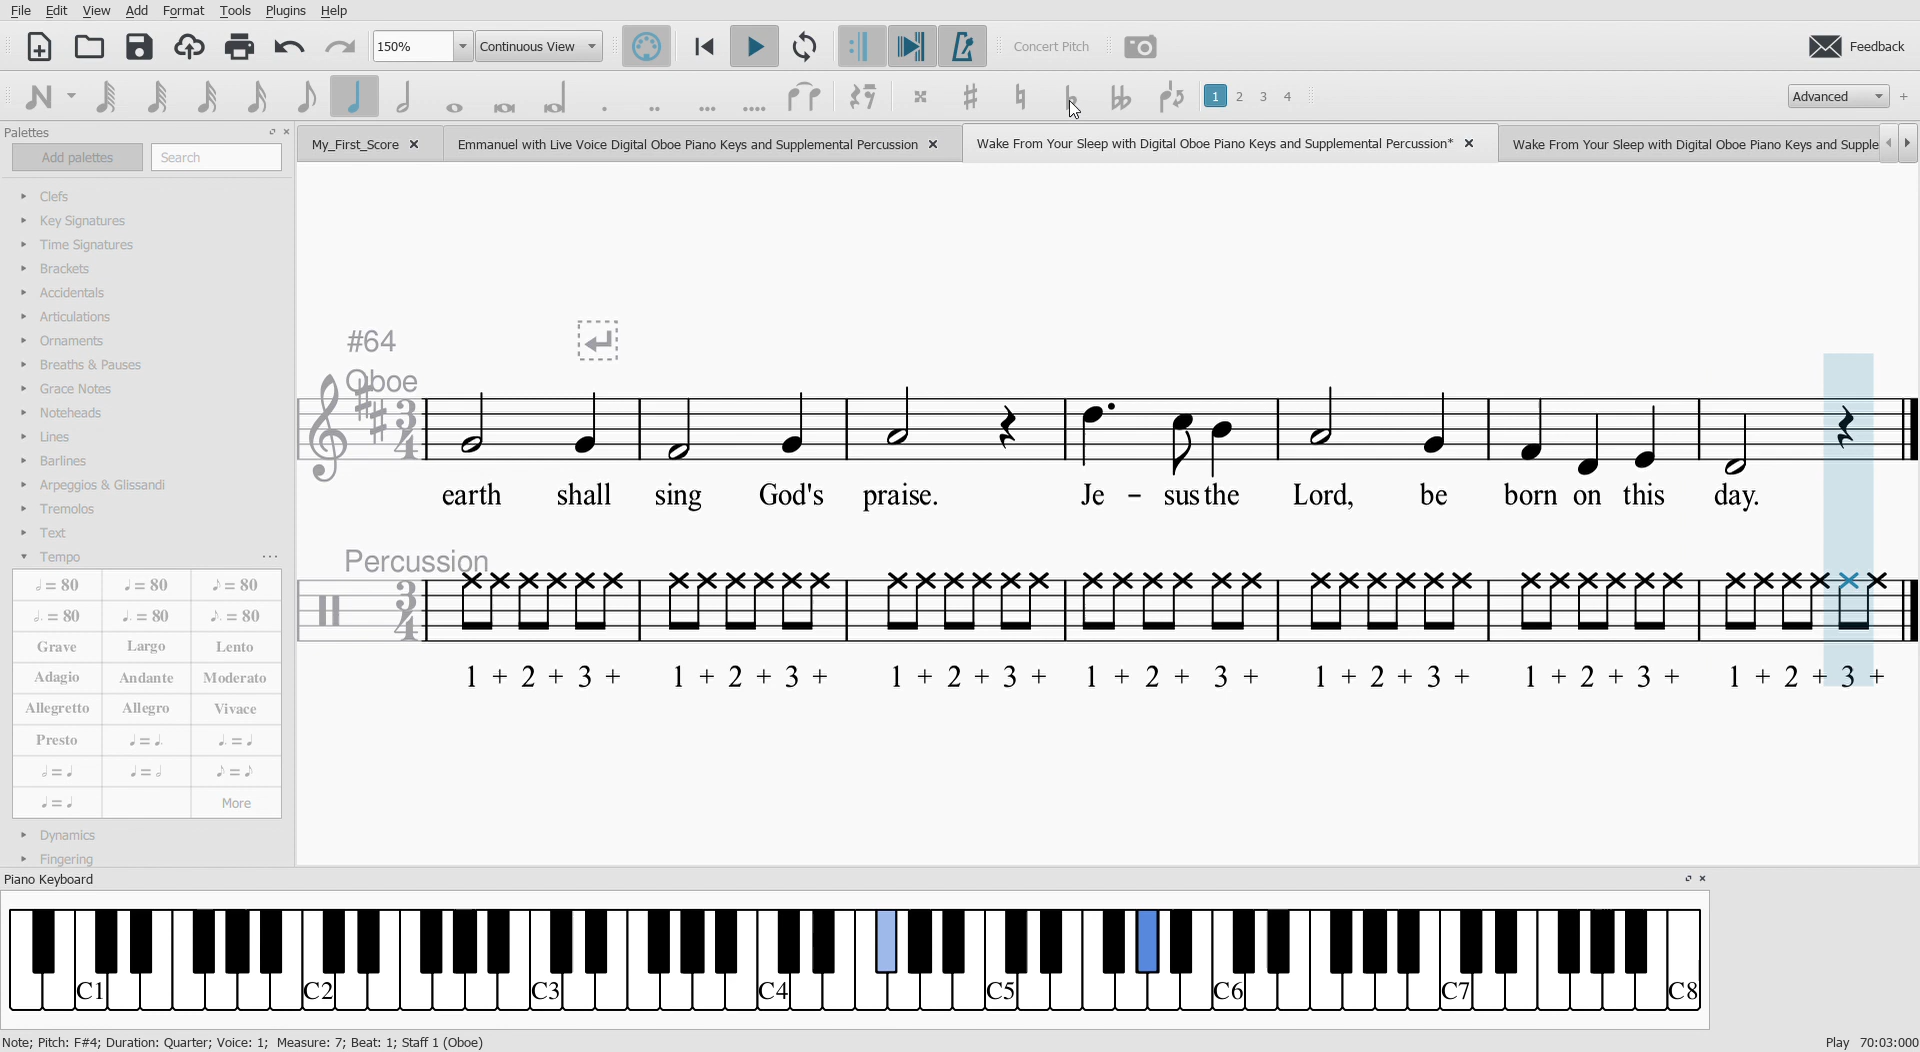 File Edit View Add Format Tools Plugins Help
150% Continuous View Concert Pitch Feedback
1 2 3 4 Advanced +
Palettes
Add palettes Search
My_First_Score Emmanuel with Live Voice Digital Oboe Piano Keys and Supplemental Percussion Wake From Your Sleep with Digital Oboe Piano Keys and Supplemental Percussion* Wake From Your Sleep with Digital Oboe Piano Keys and Supple
Clefs
Key Signatures
Time Signatures
Brackets
Accidentals
Articulations
Ornaments
Breaths & Pauses
Grace Notes
Noteheads
Lines
Barlines
Arpeggios & Glissandi
Tremolos
Text
Tempo ...
𝅗𝅥 = 80 ♩ = 80 ♪ = 80
𝅗𝅥. = 80 ♩. = 80 ♪. = 80
Grave Largo Lento
Adagio Andante Moderato
Allegretto Allegro Vivace
Presto ♩ = ♩. ♩. = ♩
𝅗𝅥 = ♩ ♩ = 𝅗𝅥 ♪ = ♪
♩ = ♩ More
Dynamics
Fingering
#64
Oboe
3
4
earth shall sing God's praise. Je - sus the Lord, be born on this day.
Percussion
3
4
1 + 2 + 3 + 1 + 2 + 3 + 1 + 2 + 3 + 1 + 2 + 3 + 1 + 2 + 3 + 1 + 2 + 3 + 1 + 2 + 3 +
Piano Keyboard
C1 C2 C3 C4 C5 C6 C7 C8
Note; Pitch: F#4; Duration: Quarter; Voice: 1; Measure: 7; Beat: 1; Staff 1 (Oboe) Play 70:03:000